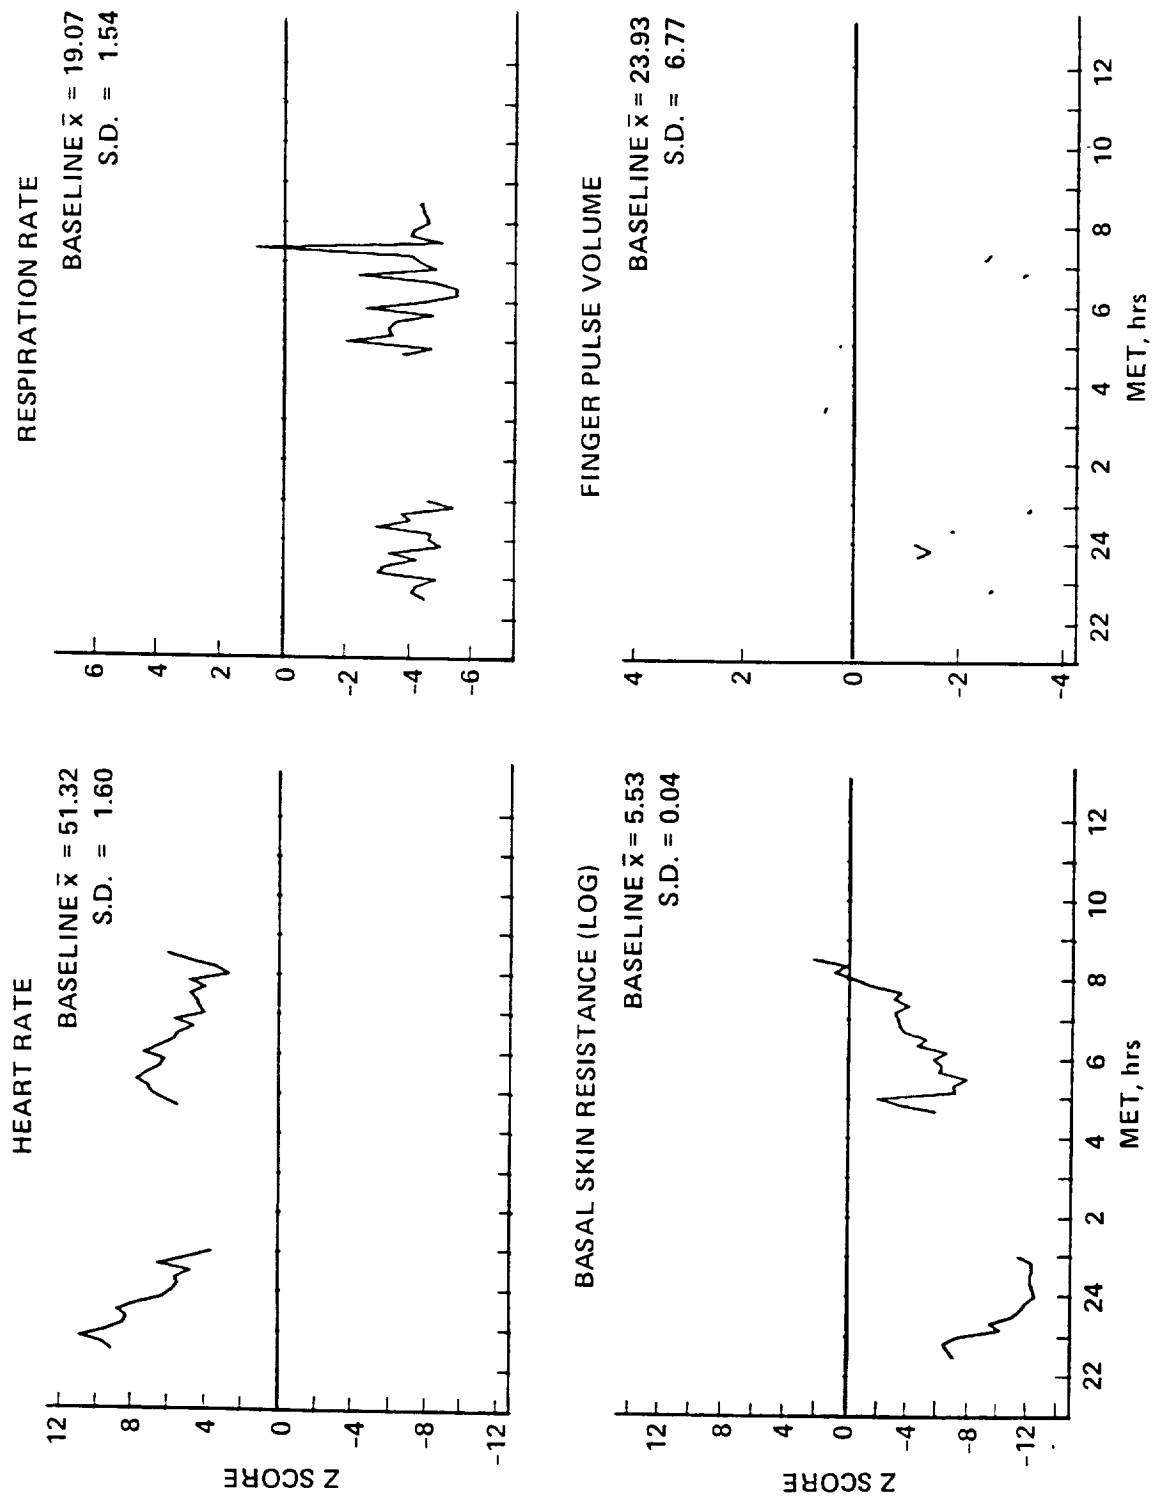 HEART RATE
BASELINE x̄ = 51.32
S.D. = 1.60
Z SCORE
12
8
4
0
-4
-8
-12
RESPIRATION RATE
BASELINE x̄ = 19.07
S.D. = 1.54
6
4
2
0
-2
-4
-6
BASAL SKIN RESISTANCE (LOG)
BASELINE x̄ = 5.53
S.D. = 0.04
Z SCORE
12
8
4
0
-4
-8
-12
22 24 2 4 6 8 10 12
MET, hrs
FINGER PULSE VOLUME
BASELINE x̄ = 23.93
S.D. = 6.77
4
2
0
-2
-4
22 24 2 4 6 8 10 12
MET, hrs